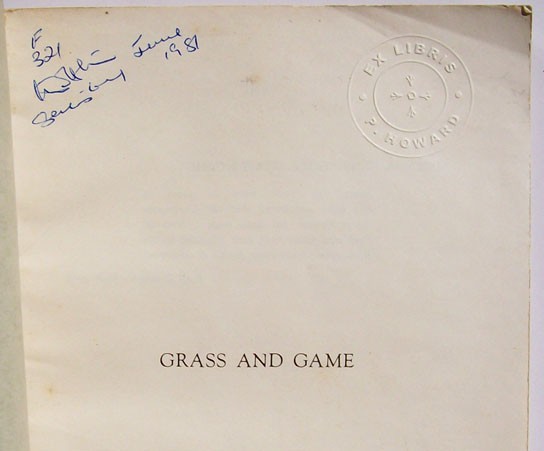 F
321
June
1981
EX LIBRIS
P. HOWARD
GRASS AND GAME